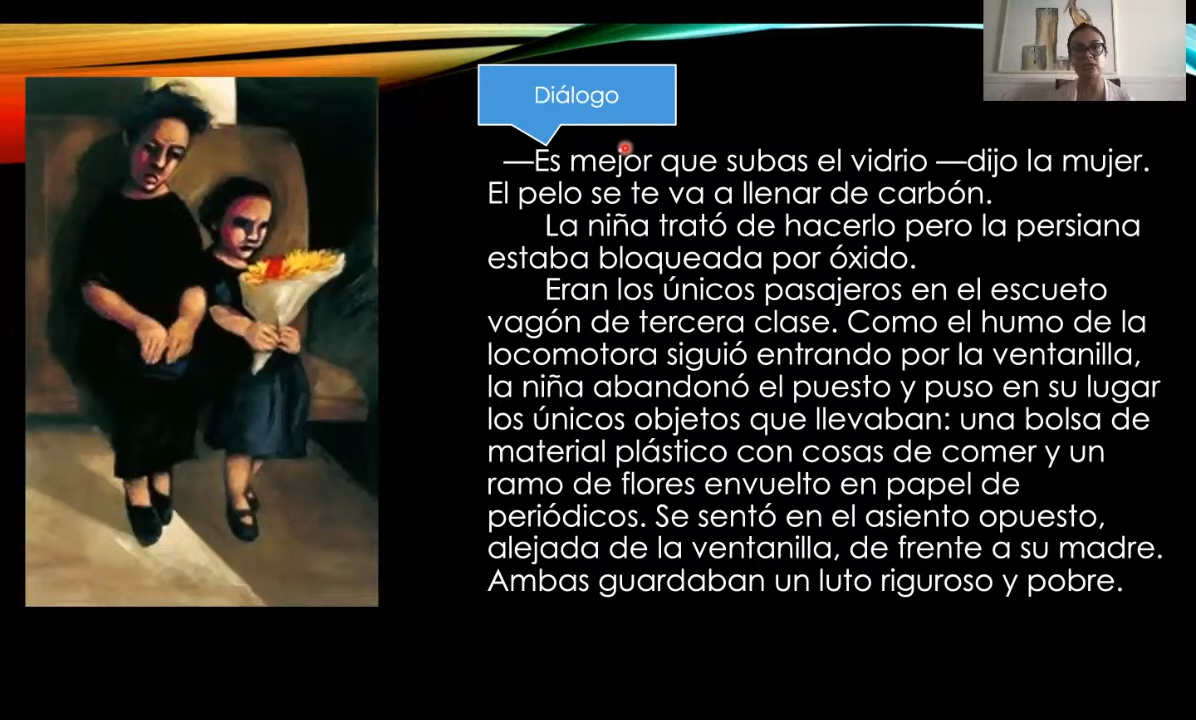 Diálogo
—Es mejor que subas el vidrio —dijo la mujer.
El pelo se te va a llenar de carbón.
La niña trató de hacerlo pero la persiana
estaba bloqueada por óxido.
Eran los únicos pasajeros en el escueto
vagón de tercera clase. Como el humo de la
locomotora siguió entrando por la ventanilla,
la niña abandonó el puesto y puso en su lugar
los únicos objetos que llevaban: una bolsa de
material plástico con cosas de comer y un
ramo de flores envuelto en papel de
periódicos. Se sentó en el asiento opuesto,
alejada de la ventanilla, de frente a su madre.
Ambas guardaban un luto riguroso y pobre.